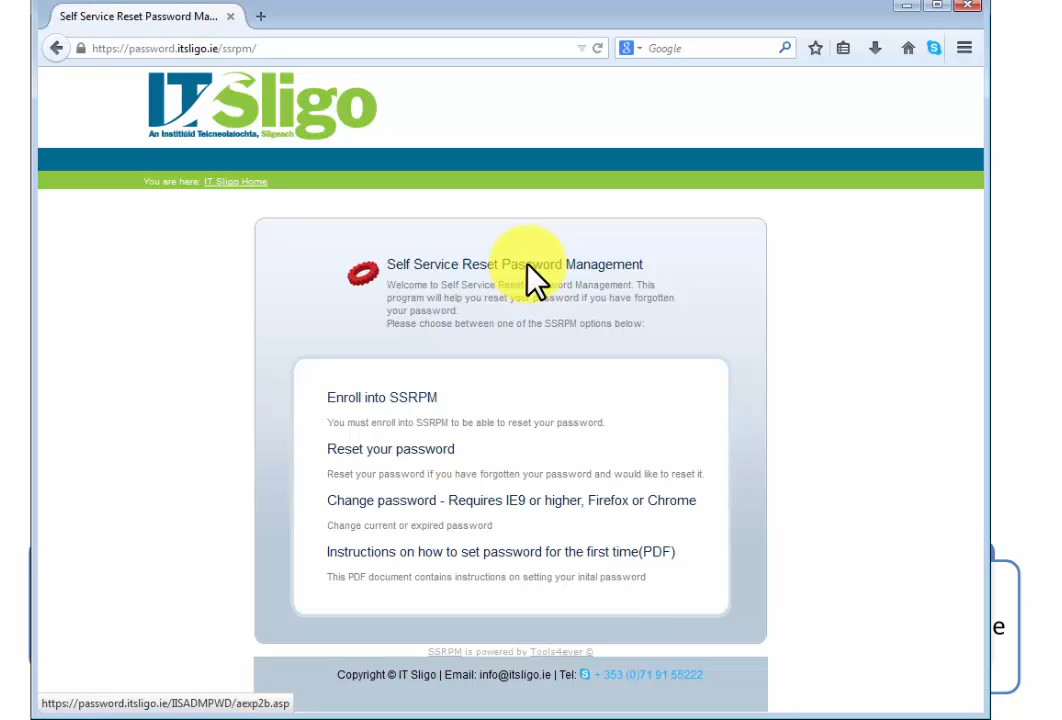 Self Service Reset Password Ma...
https://password.itsligo.ie/ssrpm/
Google
IT Sligo
An Institiúid Teicneolaíochta, Sligeach
You are here: IT Sligo Home
Self Service Reset Password Management
Welcome to Self Service Reset Password Management. This
program will help you reset your password if you have forgotten
your password.
Please choose between one of the SSRPM options below:
Enroll into SSRPM
You must enroll into SSRPM to be able to reset your password.
Reset your password
Reset your password if you have forgotten your password and would like to reset it.
Change password - Requires IE9 or higher, Firefox or Chrome
Change current or expired password
Instructions on how to set password for the first time(PDF)
This PDF document contains instructions on setting your inital password
e
SSRPM is powered by Tools4ever ©
Copyright © IT Sligo | Email: info@itsligo.ie | Tel: + 353 (0)71 91 55222
https://password.itsligo.ie/IISADMPWD/aexp2b.asp